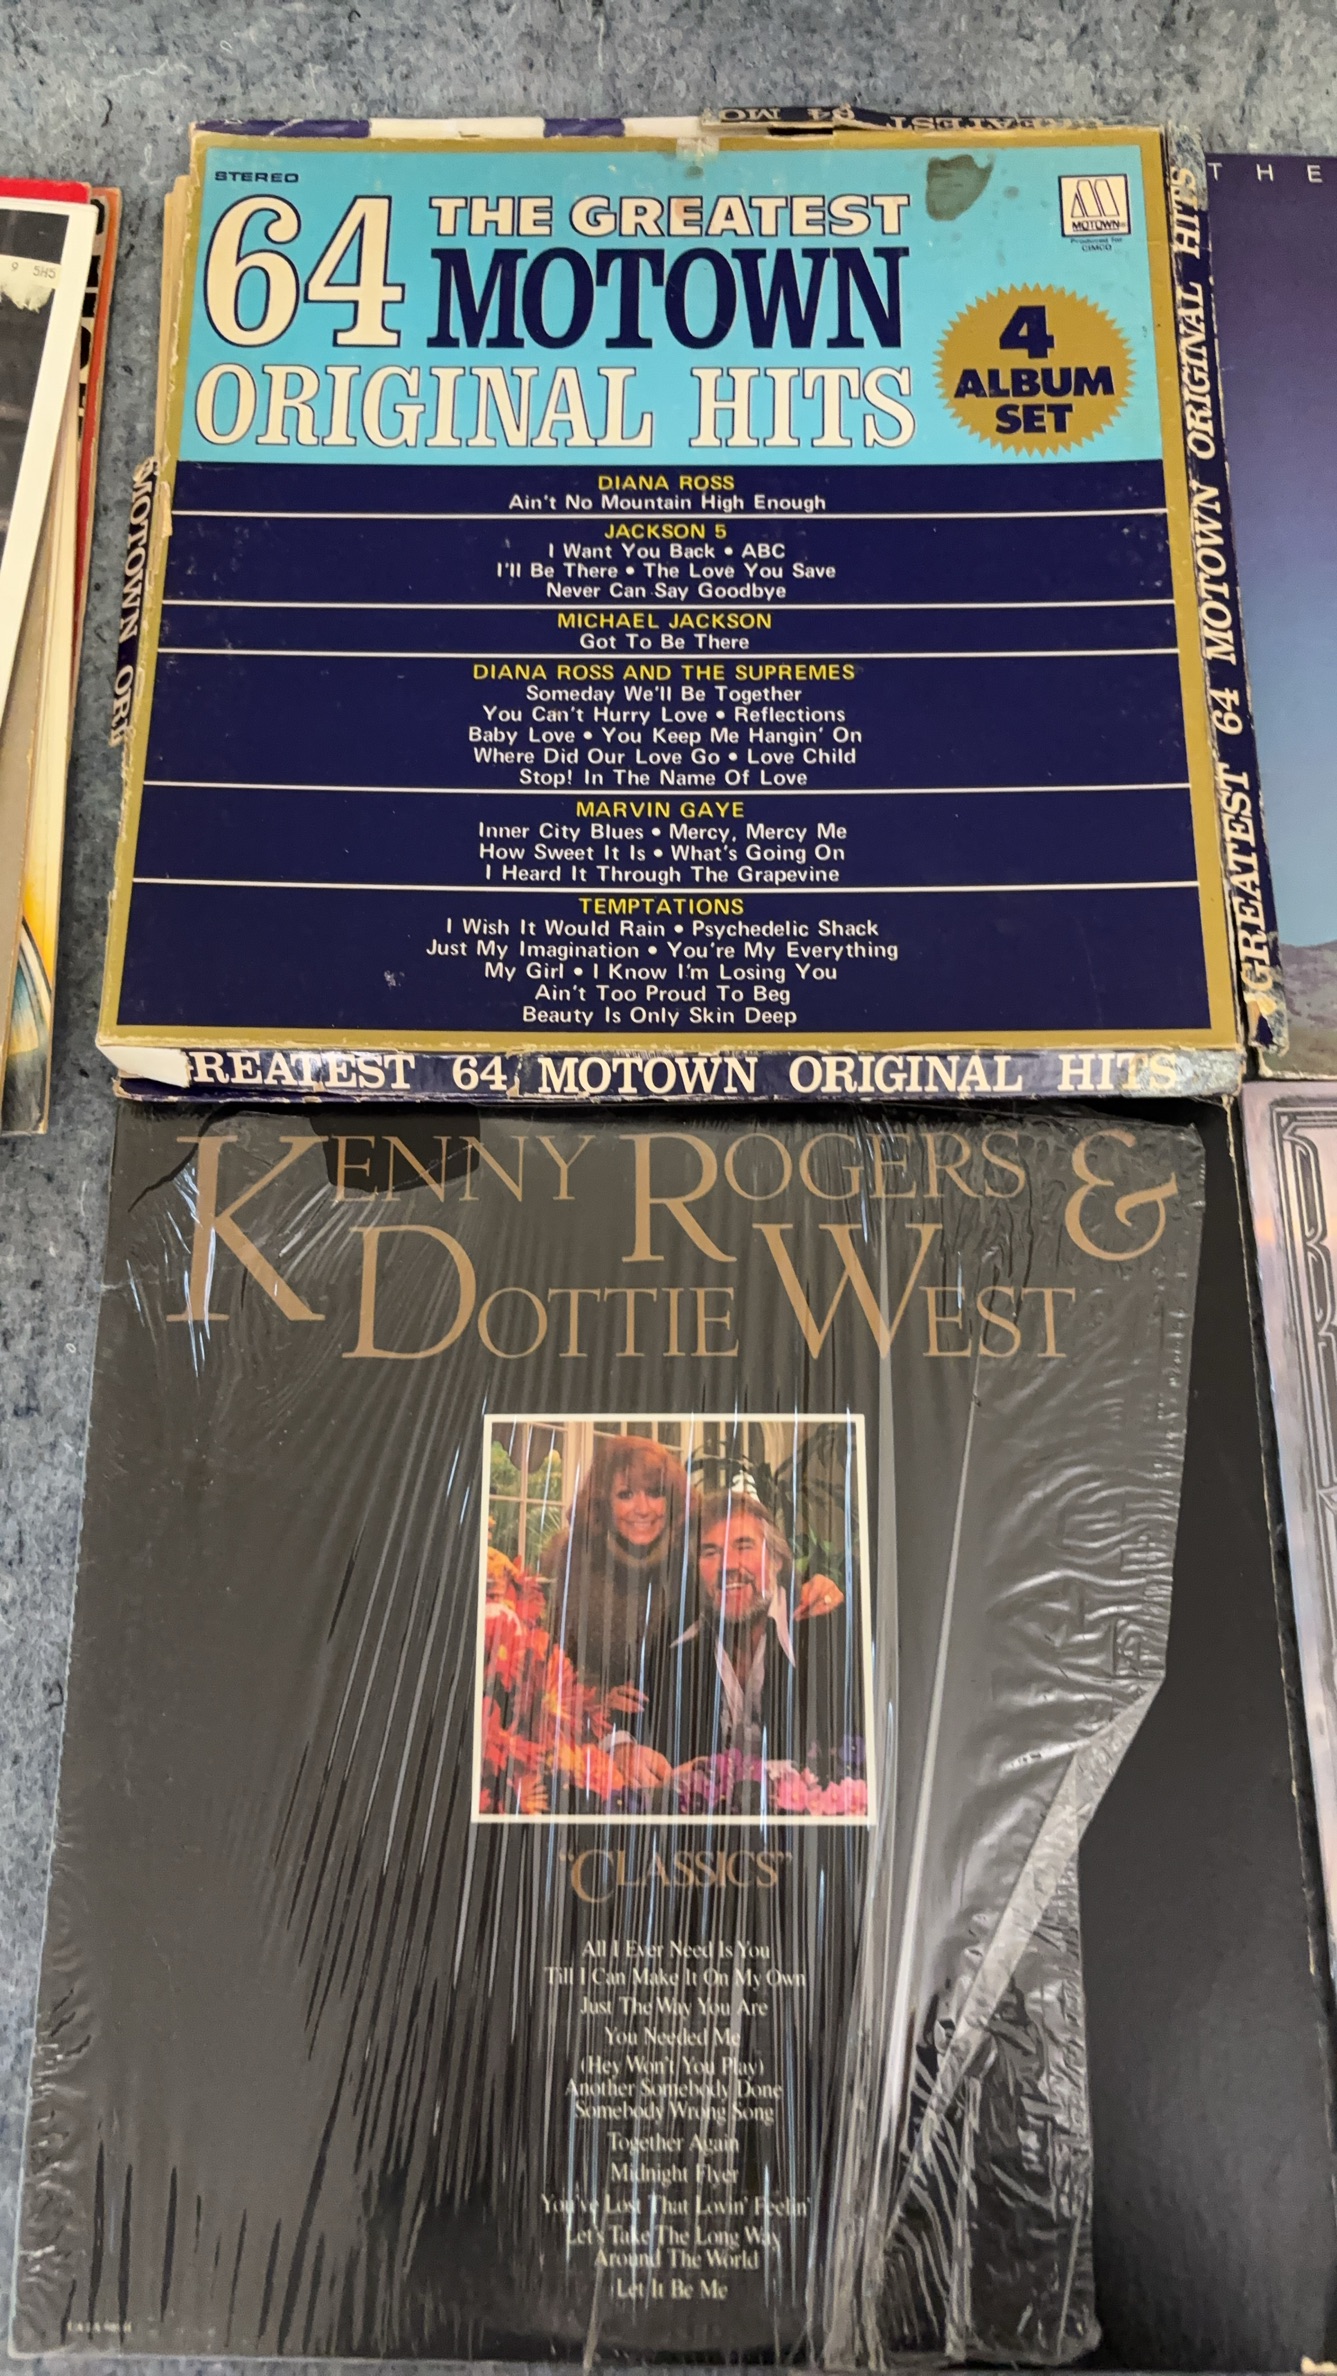 9 5H5
GREATEST 64 MO
STEREO
64 THE GREATEST
MOTOWN
ORIGINAL HITS
MOTOWN®
Produced for
CIMCO
4
ALBUM
SET
DIANA ROSS
Ain't No Mountain High Enough
JACKSON 5
I Want You Back • ABC
I'll Be There • The Love You Save
Never Can Say Goodbye
MICHAEL JACKSON
Got To Be There
DIANA ROSS AND THE SUPREMES
Someday We'll Be Together
You Can't Hurry Love • Reflections
Baby Love • You Keep Me Hangin' On
Where Did Our Love Go • Love Child
Stop! In The Name Of Love
MARVIN GAYE
Inner City Blues • Mercy, Mercy Me
How Sweet It Is • What's Going On
I Heard It Through The Grapevine
TEMPTATIONS
I Wish It Would Rain • Psychedelic Shack
Just My Imagination • You're My Everything
My Girl • I Know I'm Losing You
Ain't Too Proud To Beg
Beauty Is Only Skin Deep
REATEST 64 MOTOWN ORIGINAL HITS
MOTOWN ORI
GREATEST 64 MOTOWN ORIGINAL HITS
THE
KENNY ROGERS &
DOTTIE WEST
"CLASSICS"
All I Ever Need Is You
Till I Can Make It On My Own
Just The Way You Are
You Needed Me
(Hey Won't You Play)
Another Somebody Done
Somebody Wrong Song
Together Again
Midnight Flyer
You've Lost That Lovin' Feelin'
Let's Take The Long Way
Around The World
Let It Be Me